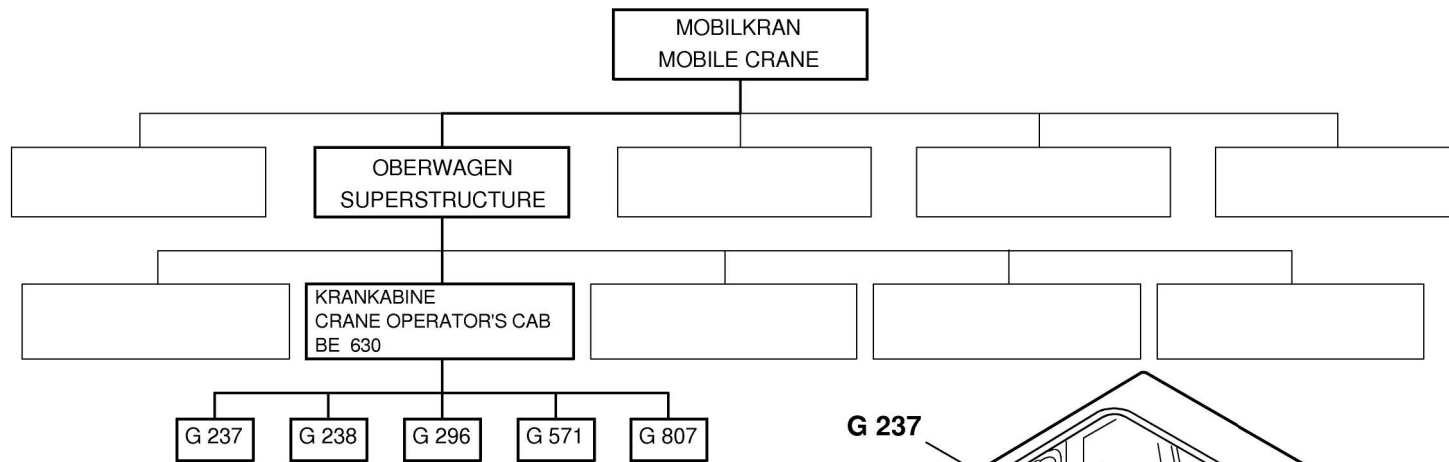 MOBILKRAN
MOBILE CRANE
OBERWAGEN
SUPERSTRUCTURE
KRANKABINE
CRANE OPERATOR'S CAB
BE 630
G 237
G 238
G 296
G 571
G 807
G 237